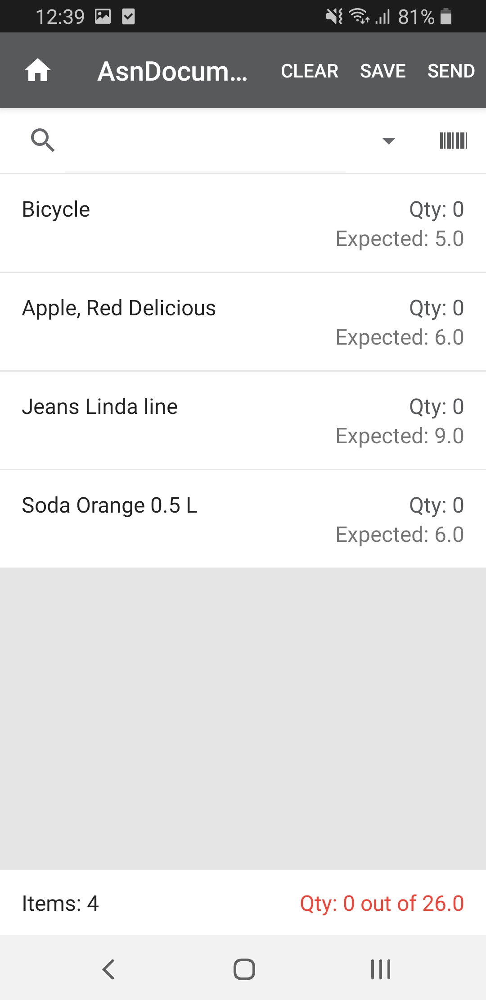 12:39 81%
AsnDocum... CLEAR SAVE SEND
Bicycle Qty: 0
Expected: 5.0
Apple, Red Delicious Qty: 0
Expected: 6.0
Jeans Linda line Qty: 0
Expected: 9.0
Soda Orange 0.5 L Qty: 0
Expected: 6.0
Items: 4 Qty: 0 out of 26.0